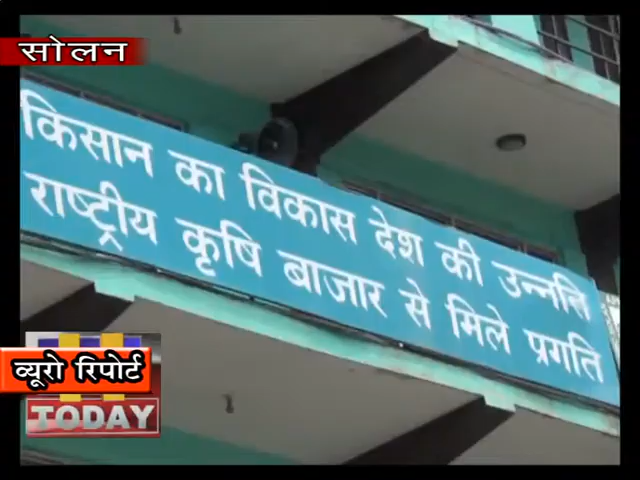 सोलन
किसान का विकास देश की उन्नत्ति
राष्ट्रीय कृषि बाजार से मिले प्रगति
व्यूरो रिपोर्ट
TODAY